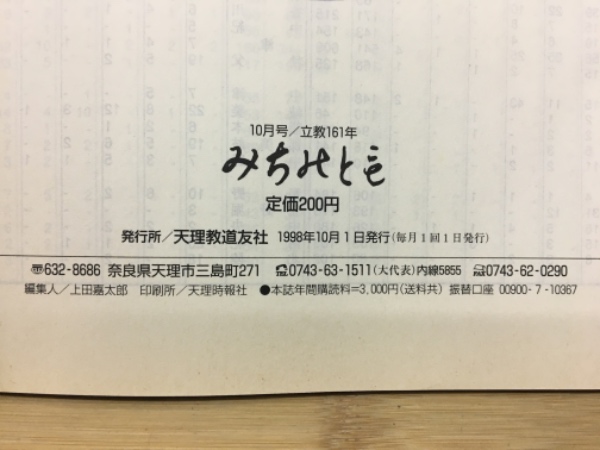 10月号/立教161年
みちのとも
定価200円
発行所/天理教道友社 1998年10月1日発行(毎月1回1日発行)
〠632-8686 奈良県天理市三島町271 ☎0743-63-1511(大代表)内線5855 ℻0743-62-0290
編集人/上田嘉太郎 印刷所/天理時報社 ●本誌年間購読料=3,000円(送料共) 振替口座 00900-7-10367